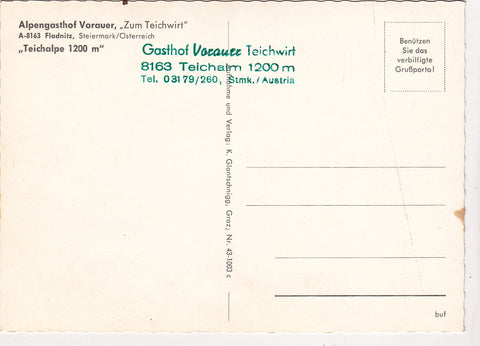 Alpengasthof Vorauer, „Zum Teichwirt“
A-8163 Fladnitz, Steiermark/Österreich
„Teichalpe 1200 m“
Gasthof Vorauer Teichwirt
8163 Teichalm 1200 m
Tel. 03179/260, Stmk./Austria
Benützen
Sie das
verbilligte
Grußporto!
Aufnahme und Verlag: K. Glantschnigg, Graz; Nr. 43-1003 c
buf